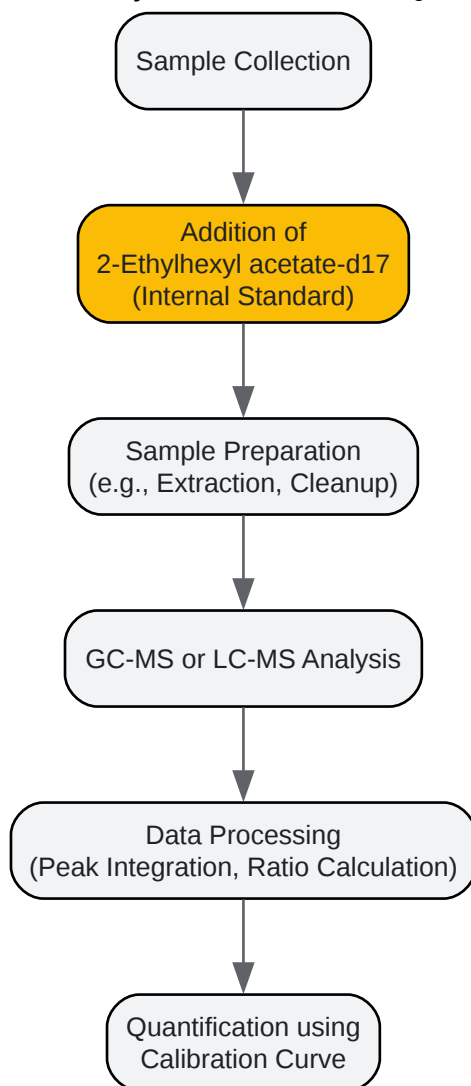 Sample Collection
Addition of
2-Ethylhexyl acetate-d17
(Internal Standard)
Sample Preparation
(e.g., Extraction, Cleanup)
GC-MS or LC-MS Analysis
Data Processing
(Peak Integration, Ratio Calculation)
Quantification using
Calibration Curve